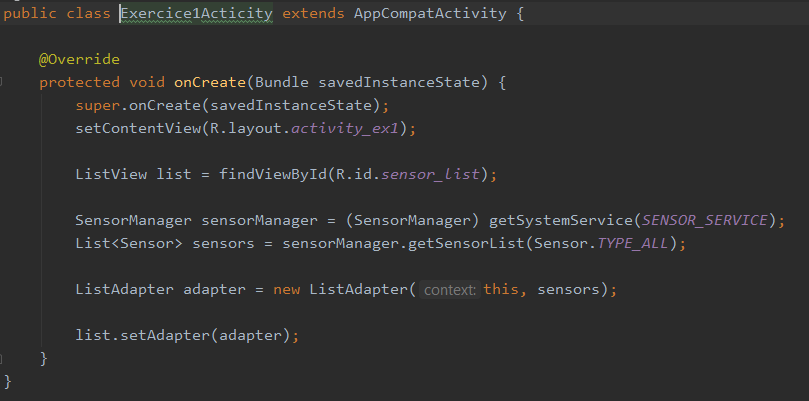 public class Exercice1Acticity extends AppCompatActivity {
@Override
protected void onCreate(Bundle savedInstanceState) {
super.onCreate(savedInstanceState);
setContentView(R.layout.activity_ex1);
ListView list = findViewById(R.id.sensor_list);
SensorManager sensorManager = (SensorManager) getSystemService(SENSOR_SERVICE);
List<Sensor> sensors = sensorManager.getSensorList(Sensor.TYPE_ALL);
ListAdapter adapter = new ListAdapter( context: this, sensors);
list.setAdapter(adapter);
}
}